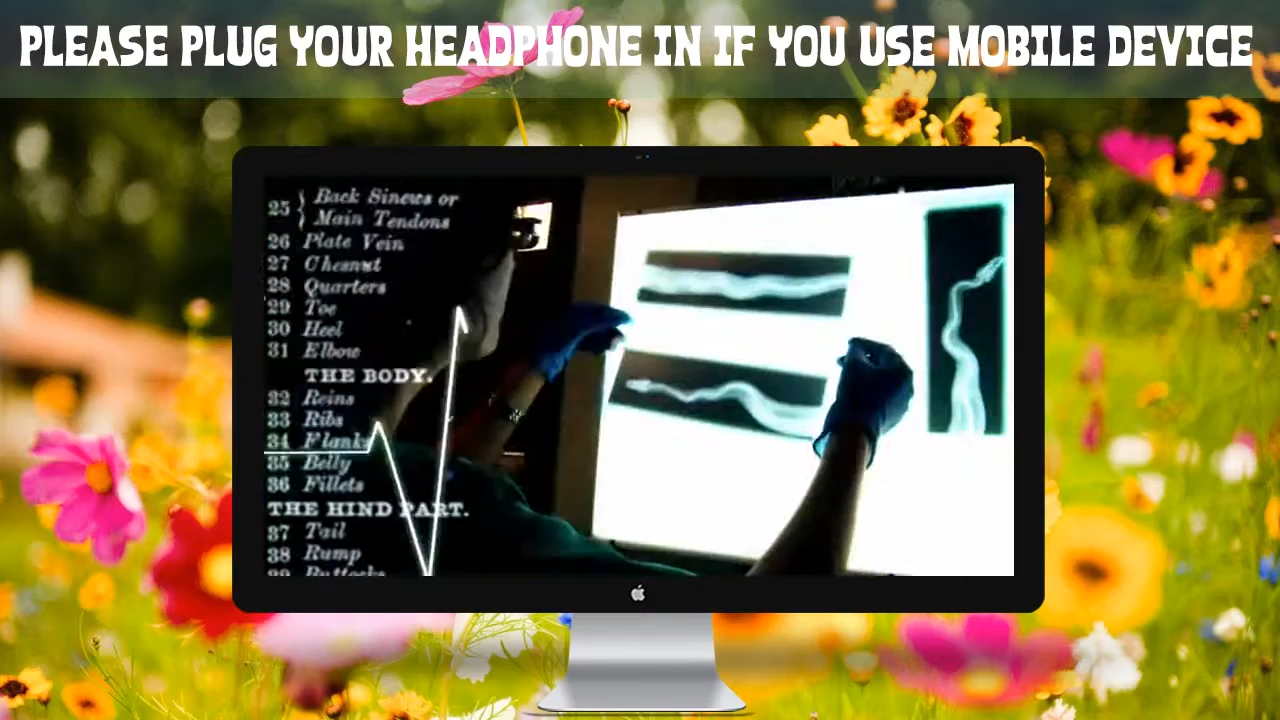 PLEASE PLUG YOUR HEADPHONE IN IF YOU USE MOBILE DEVICE
25 { Back Sinews or
Main Tendons
26 Plate Vein
27 Chesnut
28 Quarters
29 Toe
30 Heel
31 Elbow
THE BODY.
32 Reins
33 Ribs
34 Flanks
35 Belly
36 Fillets
THE HIND PART.
37 Tail
38 Rump
39 Buttocks